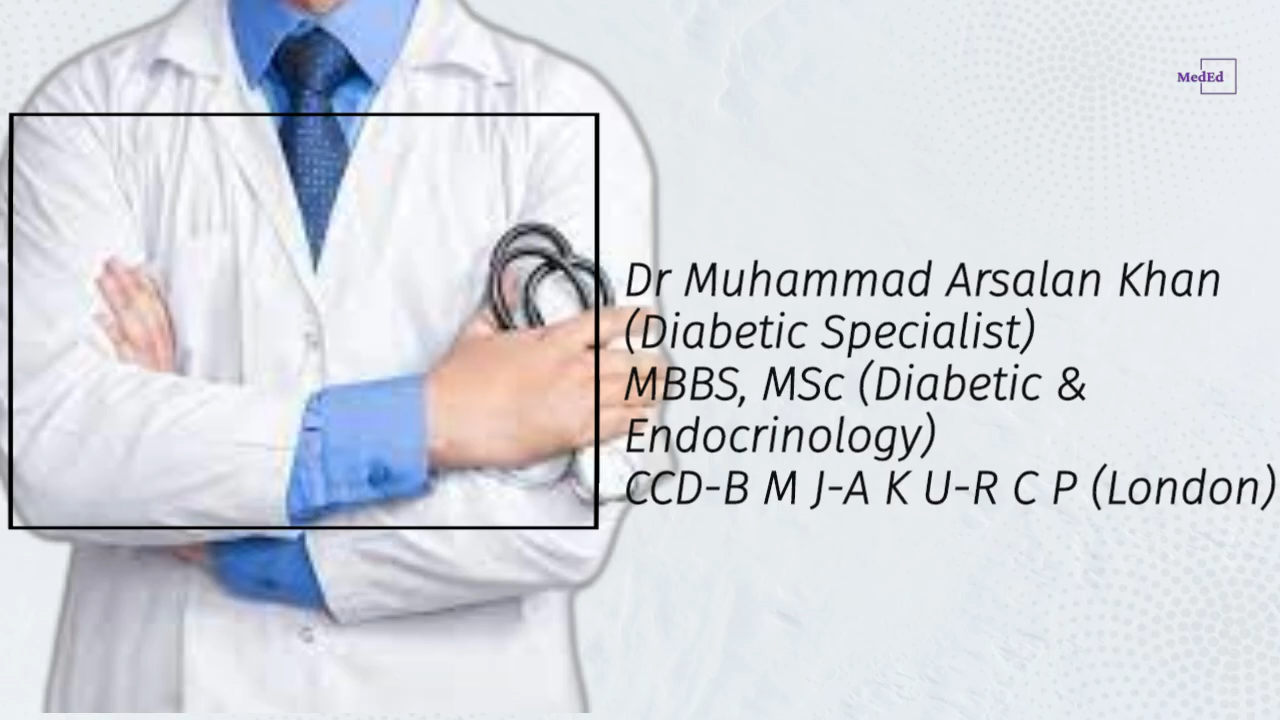 MedEd
Dr Muhammad Arsalan Khan
(Diabetic Specialist)
MBBS, MSc (Diabetic &
Endocrinology)
CCD-B M J-A K U-R C P (London)